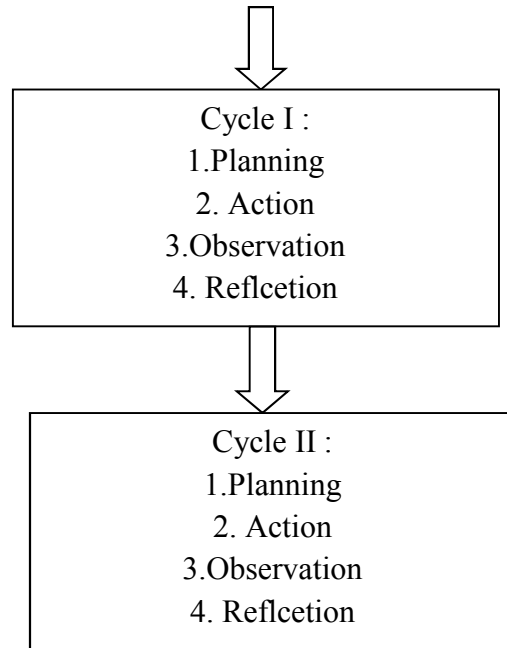 Cycle I :
1.Planning
2. Action
3.Observation
4. Reflcetion
Cycle II :
1.Planning
2. Action
3.Observation
4. Reflcetion